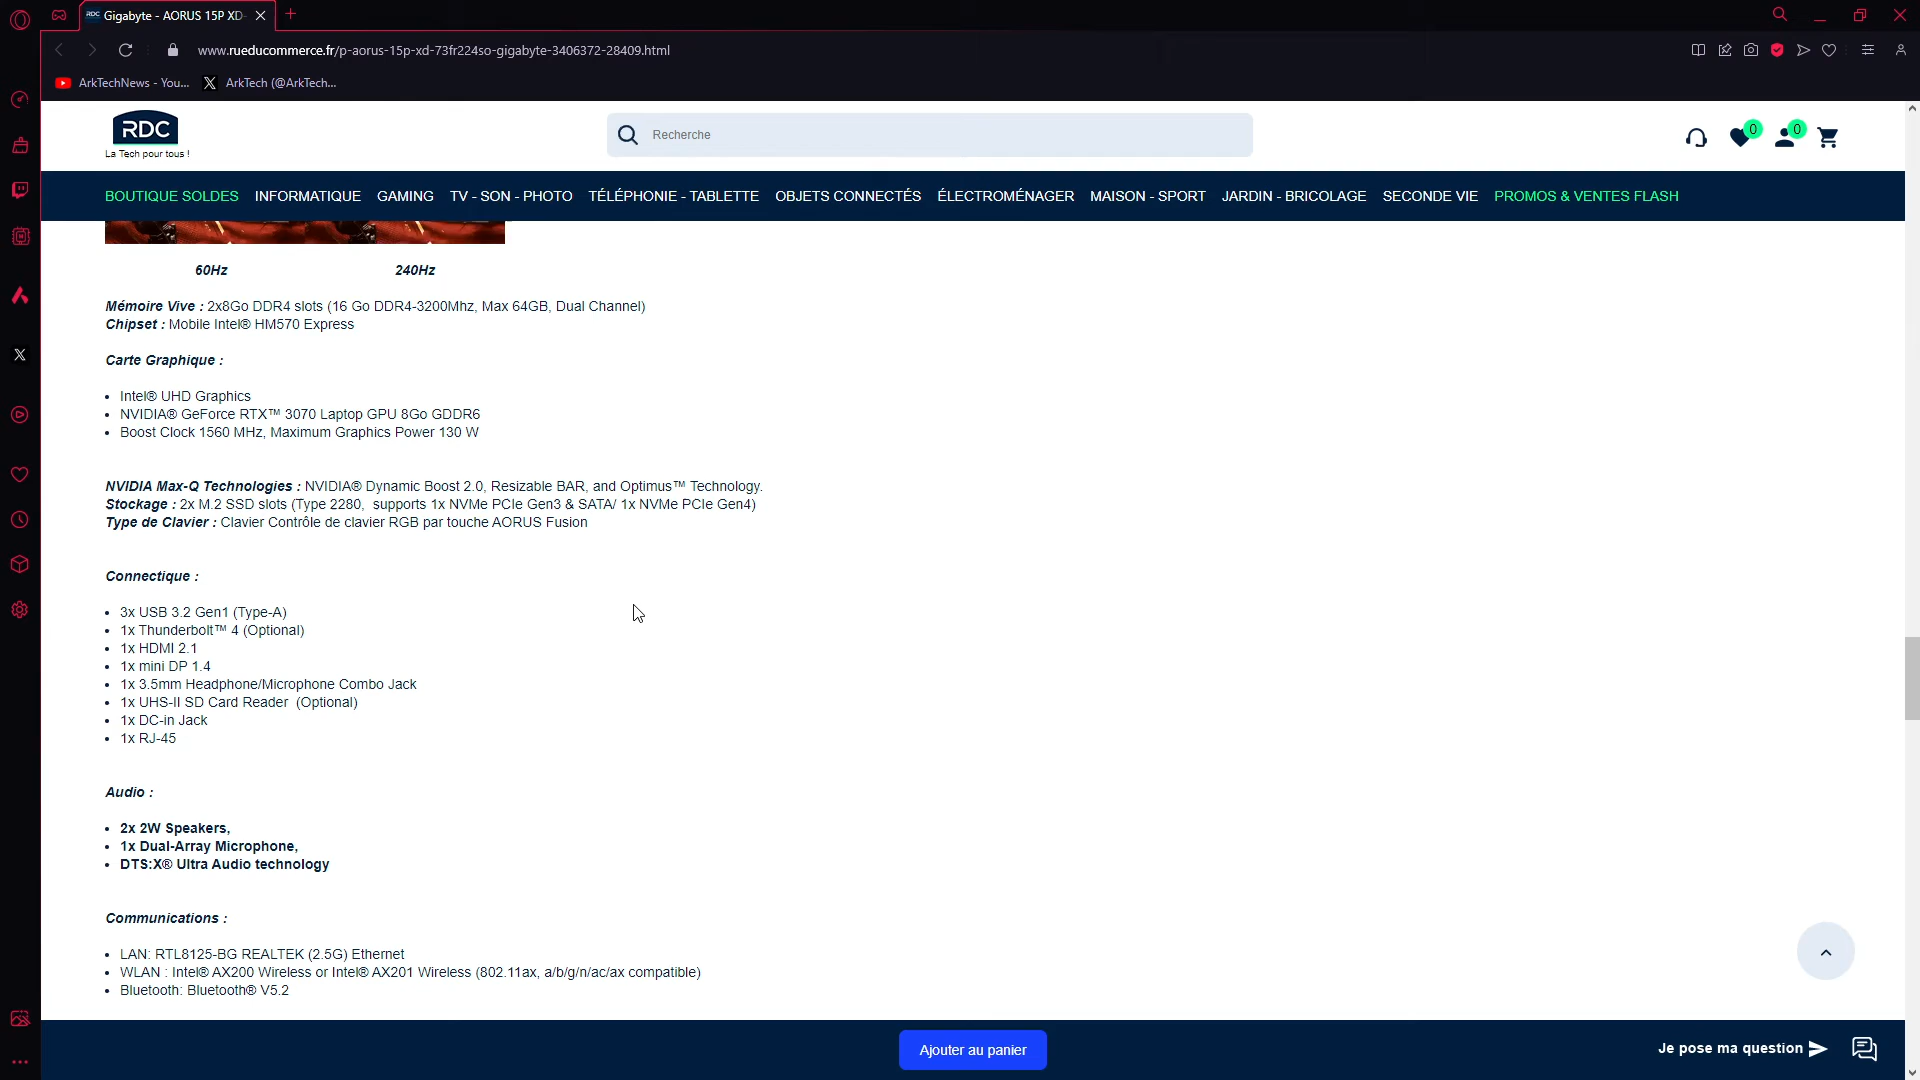 Gigabyte - AORUS 15P XD-
www.rueducommerce.fr/p-aorus-15p-xd-73fr224so-gigabyte-3406372-28409.html
ArkTechNews - You...
ArkTech (@ArkTech...
RDC
La Tech pour tous !
Recherche
0
0
BOUTIQUE SOLDES INFORMATIQUE GAMING TV - SON - PHOTO TÉLÉPHONIE - TABLETTE OBJETS CONNECTÉS ÉLECTROMÉNAGER MAISON - SPORT JARDIN - BRICOLAGE SECONDE VIE PROMOS & VENTES FLASH
60Hz 240Hz
Mémoire Vive : 2x8Go DDR4 slots (16 Go DDR4-3200Mhz, Max 64GB, Dual Channel)
Chipset : Mobile Intel® HM570 Express
Carte Graphique :
• Intel® UHD Graphics
• NVIDIA® GeForce RTX™ 3070 Laptop GPU 8Go GDDR6
• Boost Clock 1560 MHz, Maximum Graphics Power 130 W
NVIDIA Max-Q Technologies : NVIDIA® Dynamic Boost 2.0, Resizable BAR, and Optimus™ Technology.
Stockage : 2x M.2 SSD slots (Type 2280, supports 1x NVMe PCIe Gen3 & SATA/ 1x NVMe PCIe Gen4)
Type de Clavier : Clavier Contrôle de clavier RGB par touche AORUS Fusion
Connectique :
• 3x USB 3.2 Gen1 (Type-A)
• 1x Thunderbolt™ 4 (Optional)
• 1x HDMI 2.1
• 1x mini DP 1.4
• 1x 3.5mm Headphone/Microphone Combo Jack
• 1x UHS-II SD Card Reader (Optional)
• 1x DC-in Jack
• 1x RJ-45
Audio :
• 2x 2W Speakers,
• 1x Dual-Array Microphone,
• DTS:X® Ultra Audio technology
Communications :
• LAN: RTL8125-BG REALTEK (2.5G) Ethernet
• WLAN : Intel® AX200 Wireless or Intel® AX201 Wireless (802.11ax, a/b/g/n/ac/ax compatible)
• Bluetooth: Bluetooth® V5.2
Ajouter au panier
Je pose ma question